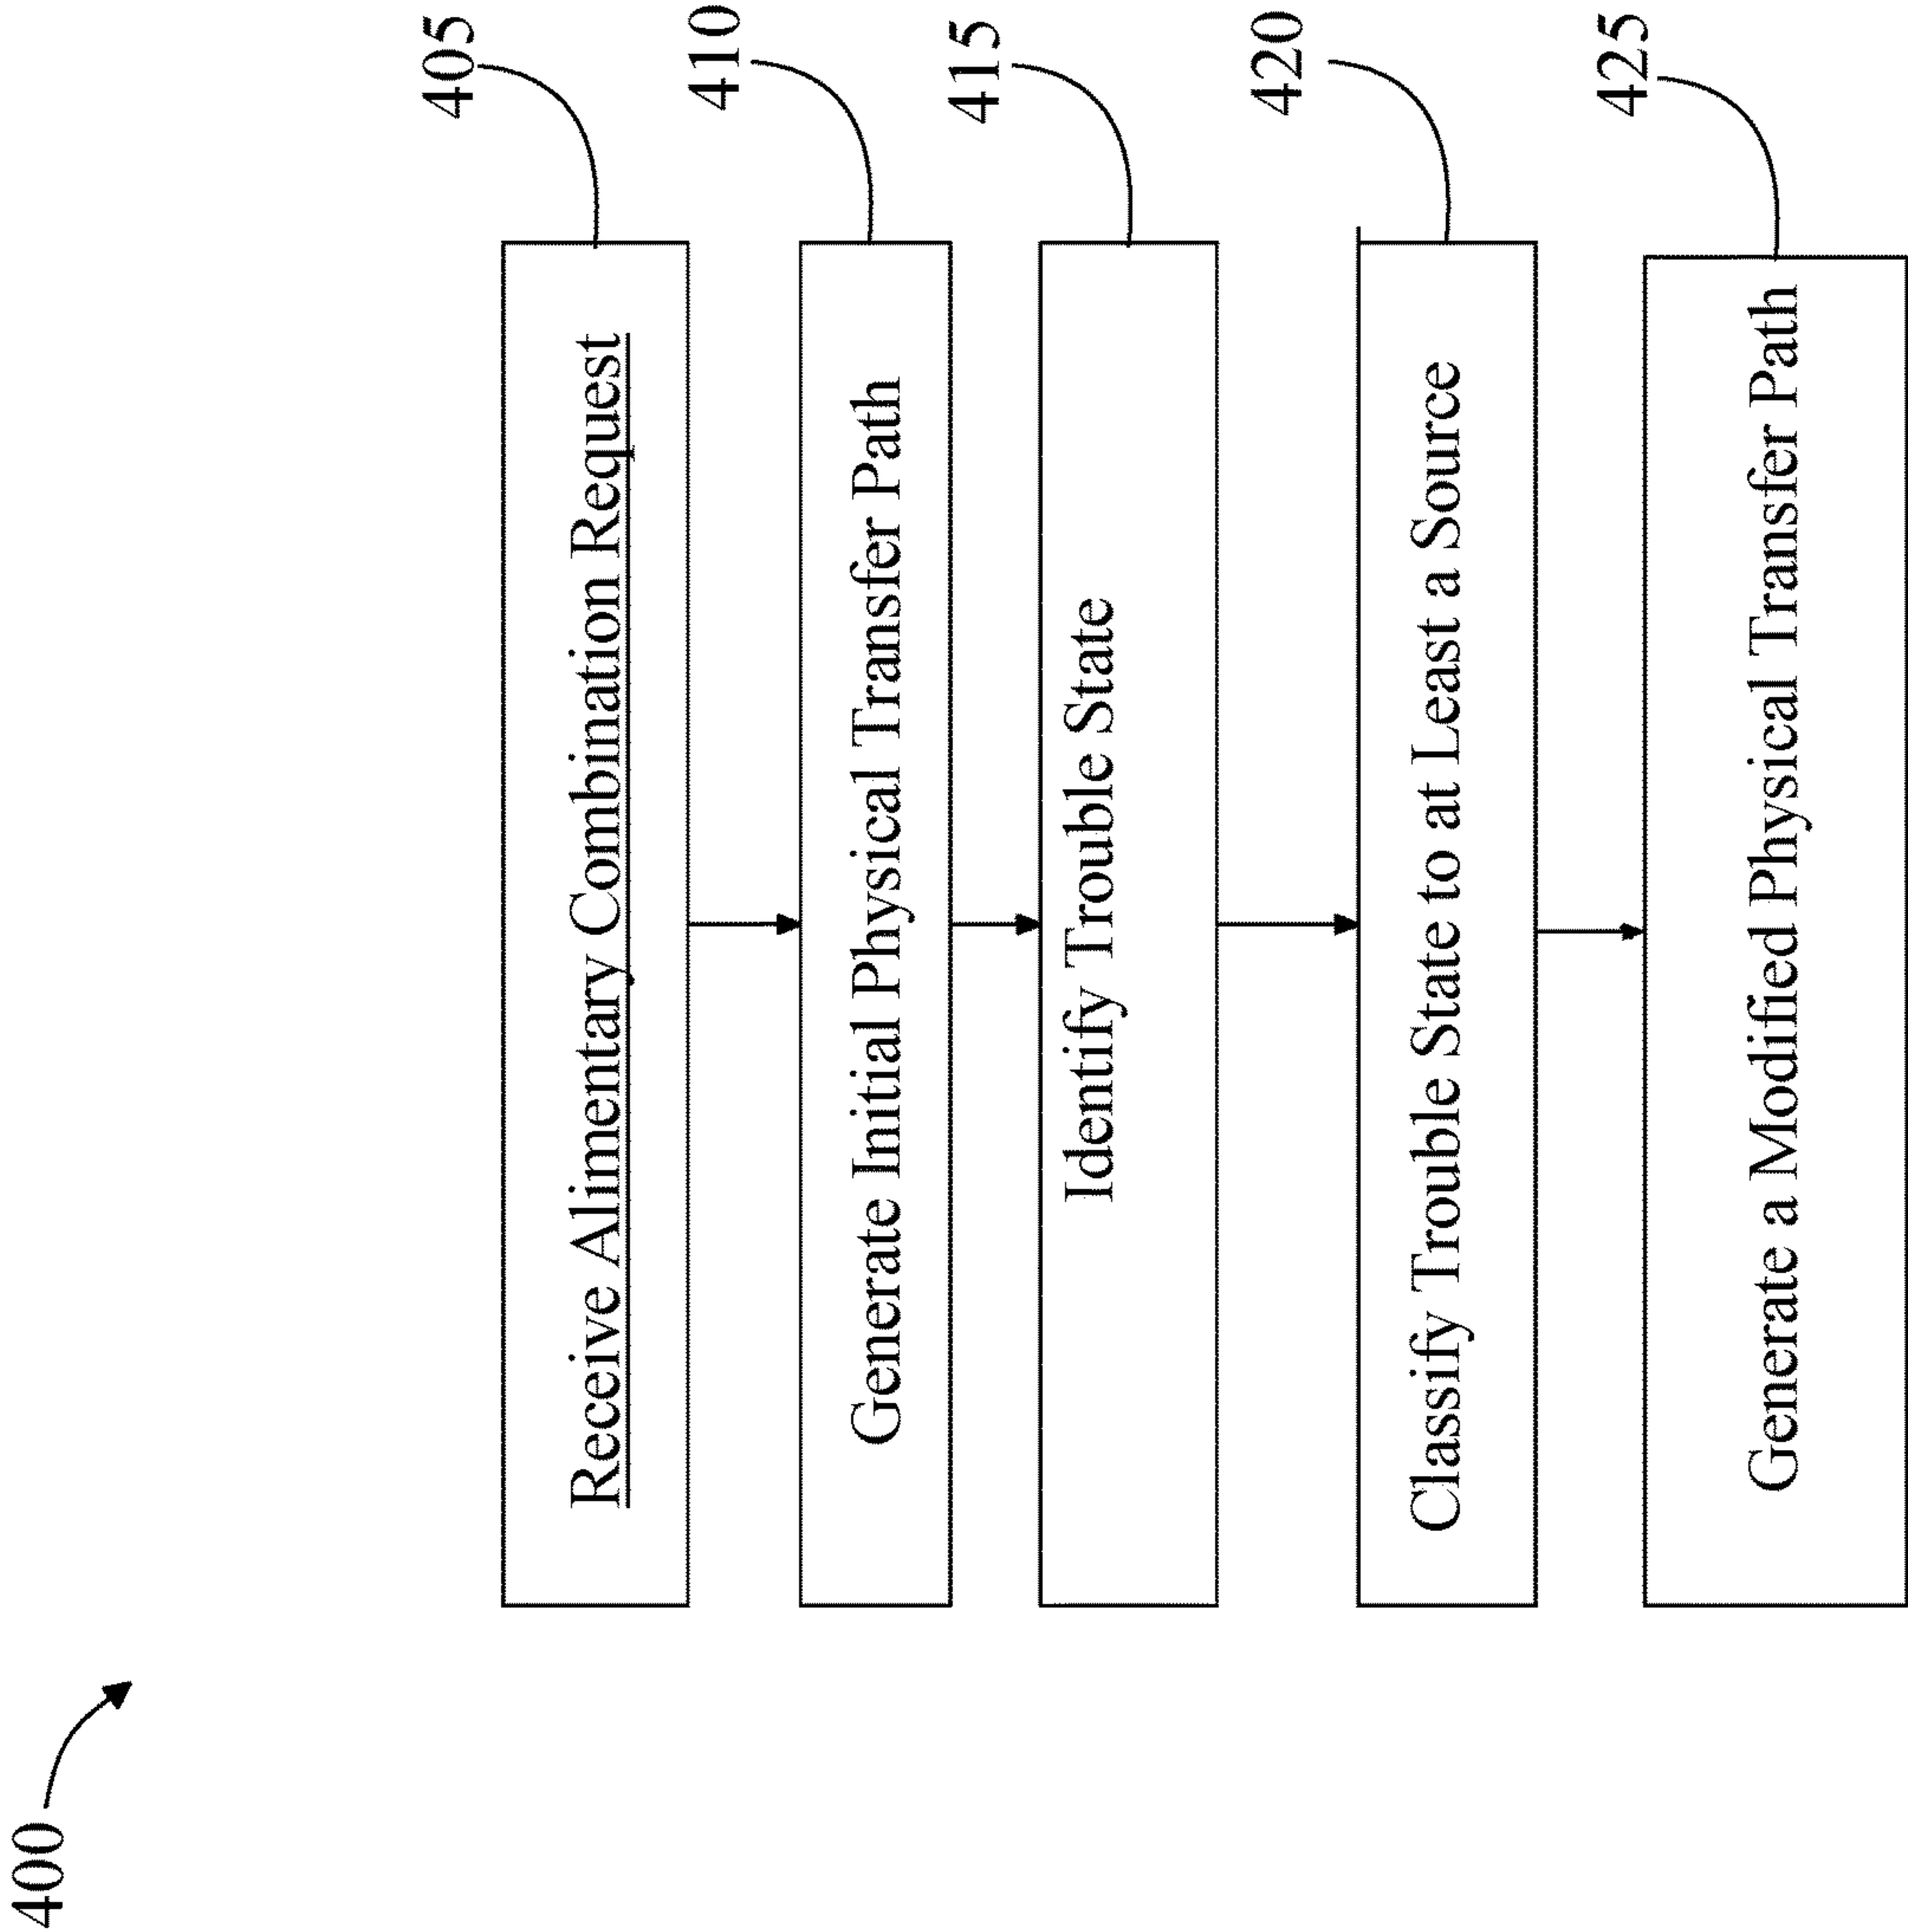 400
405
Receive Alimentary Combination Request
410
Generate Initial Physical Transfer Path
415
Identify Trouble State
420
Classify Trouble State to at Least a Source
425
Generate a Modified Physical Transfer Path